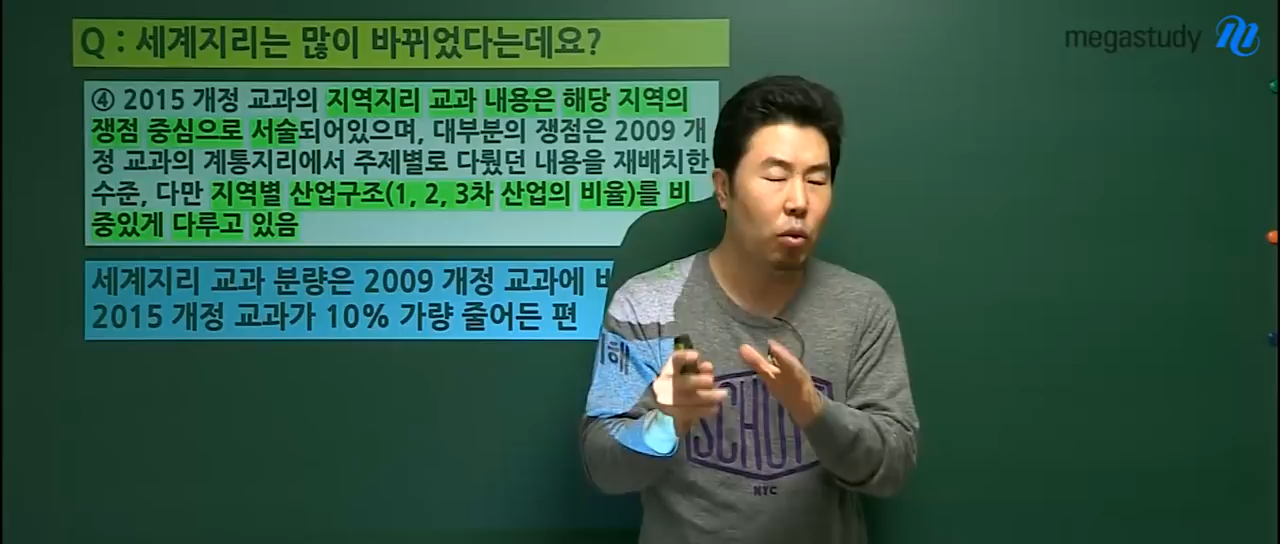 Q : 세계지리는 많이 바뀌었다는데요?
megastudy
④ 2015 개정 교과의 지역지리 교과 내용은 해당 지역의
쟁점 중심으로 서술되어있으며, 대부분의 쟁점은 2009 개
정 교과의 계통지리에서 주제별로 다뤘던 내용을 재배치한
수준, 다만 지역별 산업구조(1, 2, 3차 산업의 비율)를 비
중있게 다루고 있음
세계지리 교과 분량은 2009 개정 교과에 비
해
2015 개정 교과가 10% 가량 줄어든 편
SCHOTT
NYC